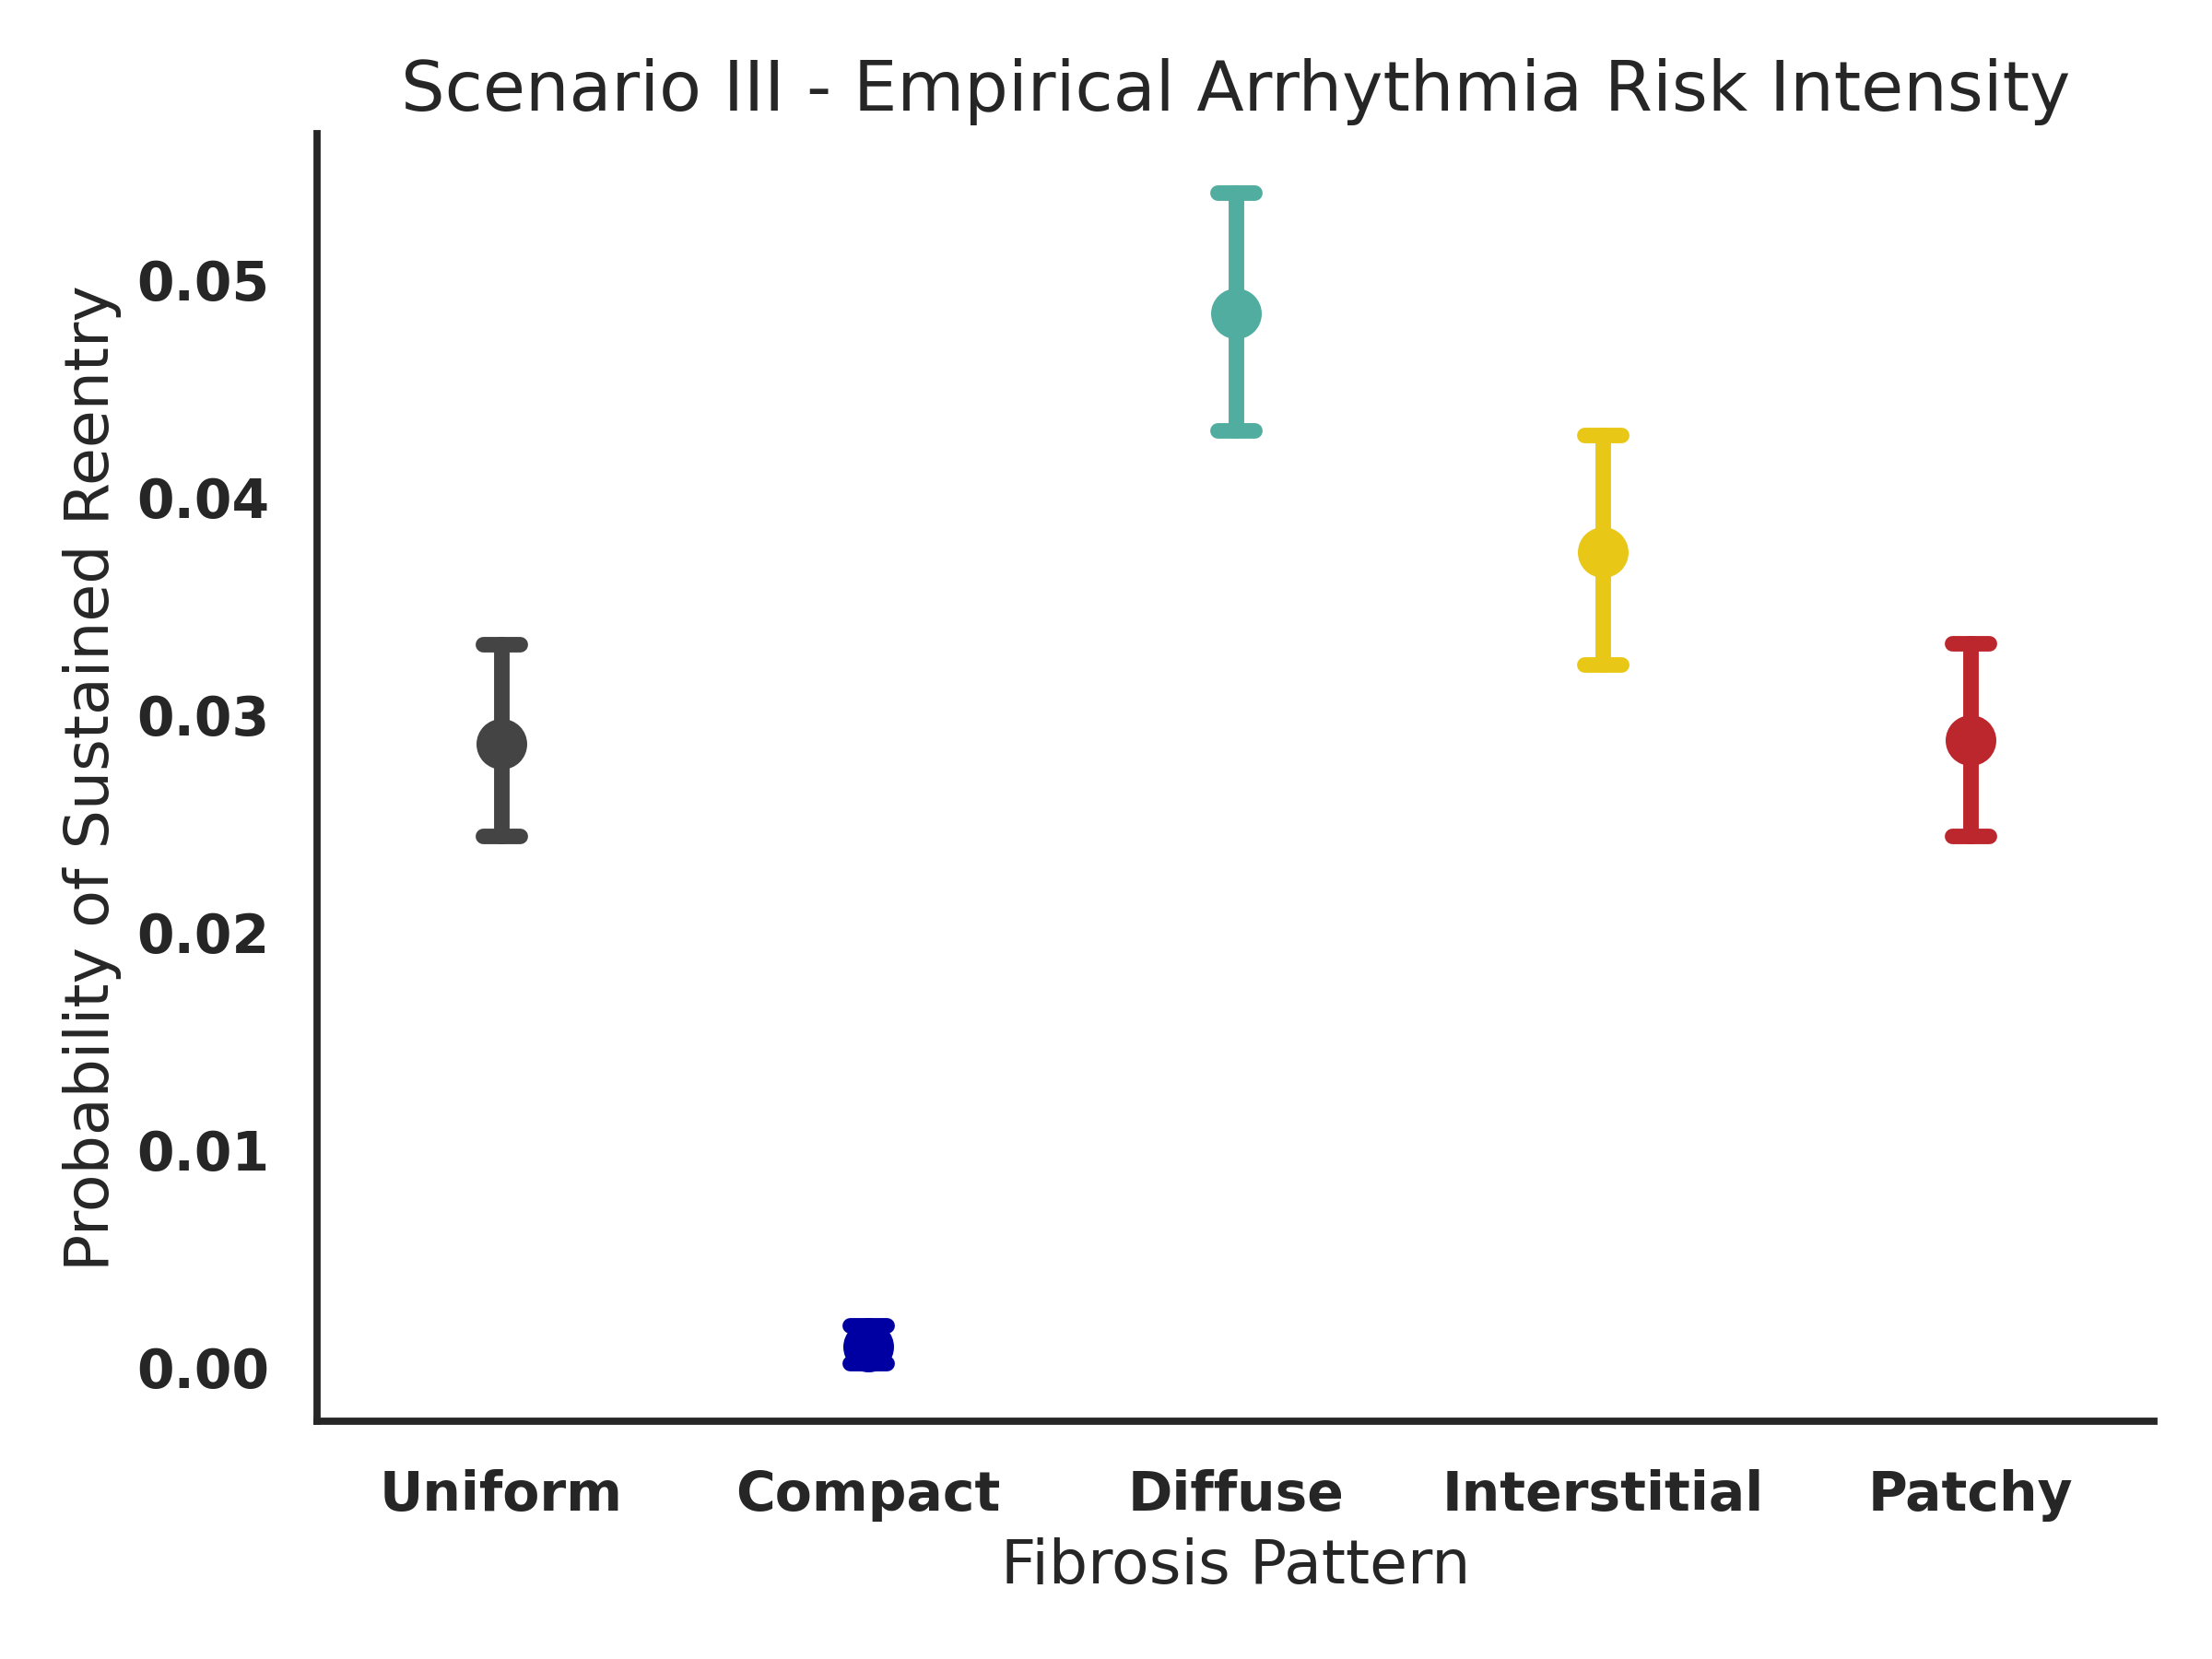 Scenario III - Empirical Arrhythmia Risk Intensity
Probability of Sustained Reentry
0.05
0.04
0.03
0.02
0.01
0.00
Uniform Compact Diffuse Interstitial Patchy
Fibrosis Pattern